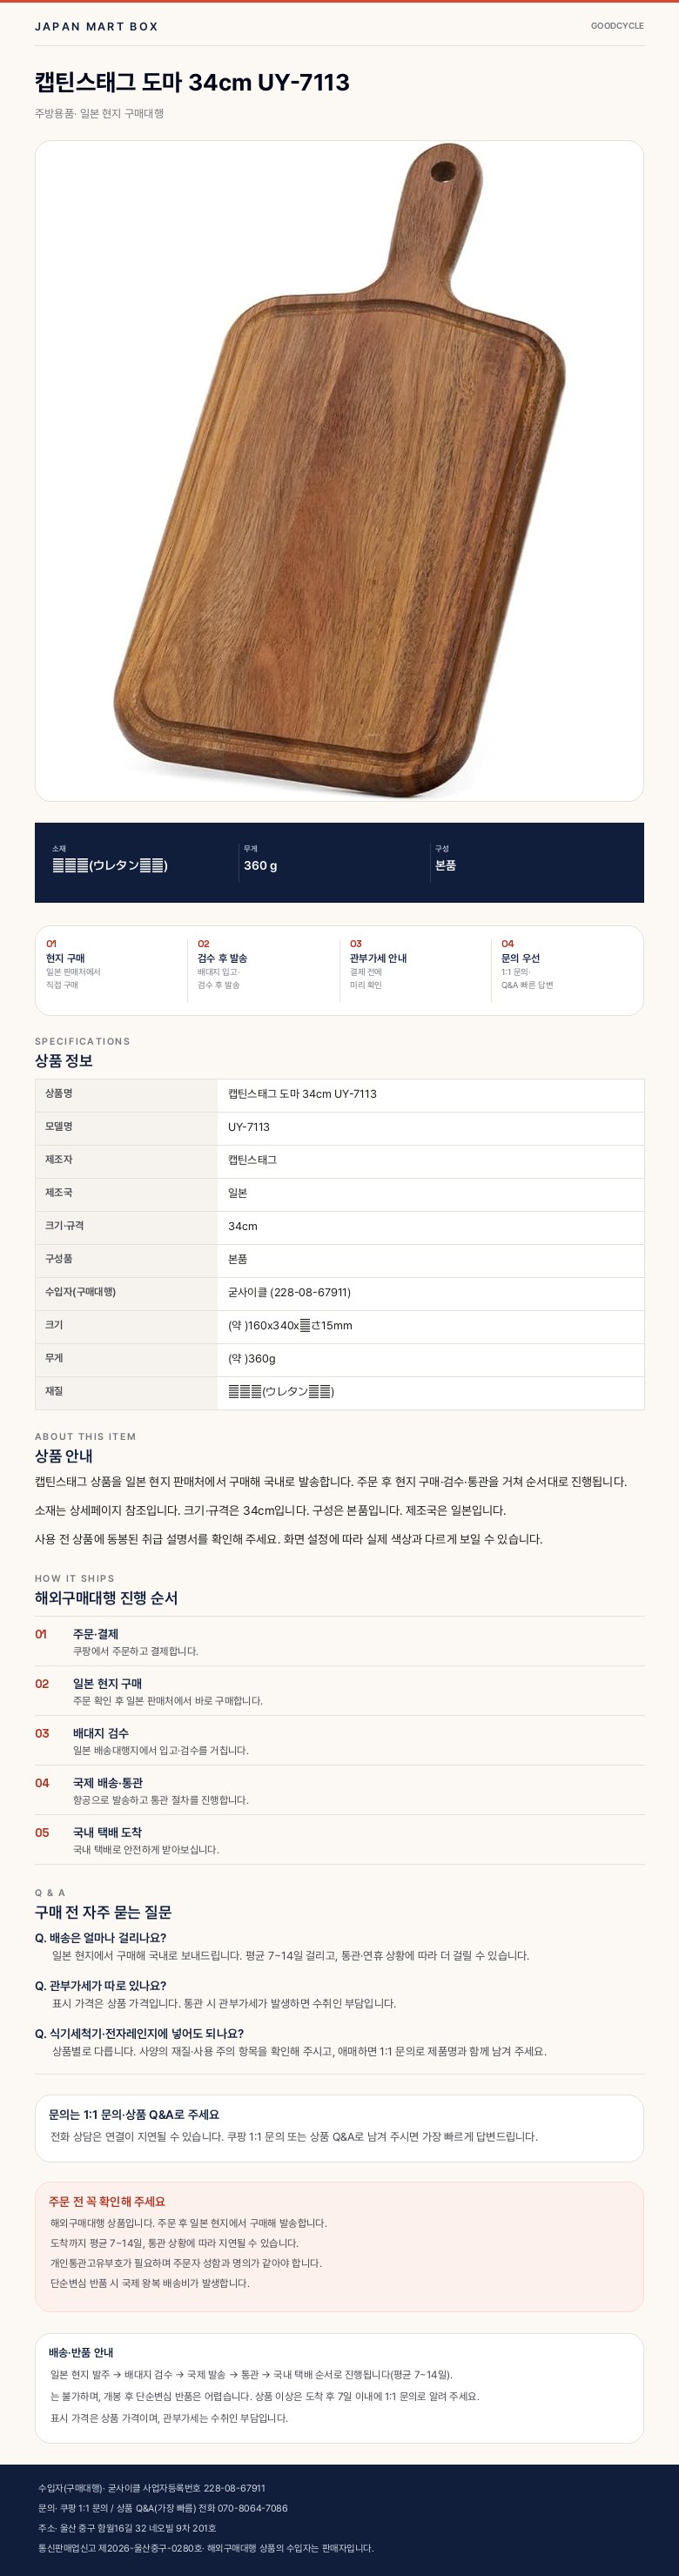 JAPAN MART BOX
GOODCYCLE
캡틴스태그 도마 34cm UY-7113
주방용품· 일본 현지 구매대행
소재
(ウレタン)
무게
360 g
구성
본품
01
현지 구매
일본 판매처에서
직접 구매
02
검수 후 발송
배대지 입고·
검수 후 발송
03
관부가세 안내
결제 전에
미리 확인
04
문의 우선
1:1 문의·
Q&A 빠른 답변
SPECIFICATIONS
상품 정보
상품명 캡틴스태그 도마 34cm UY-7113
모델명 UY-7113
제조자 캡틴스태그
제조국 일본
크기·규격 34cm
구성품 본품
수입자(구매대행) 굳사이클 (228-08-67911)
크기 (약 )160x340xさ15mm
무게 (약 )360g
재질 (ウレタン)
ABOUT THIS ITEM
상품 안내
캡틴스태그 상품을 일본 현지 판매처에서 구매해 국내로 발송합니다. 주문 후 현지 구매·검수·통관을 거쳐 순서대로 진행됩니다.
소재는 상세페이지 참조입니다. 크기·규격은 34cm입니다. 구성은 본품입니다. 제조국은 일본입니다.
사용 전 상품에 동봉된 취급 설명서를 확인해 주세요. 화면 설정에 따라 실제 색상과 다르게 보일 수 있습니다.
HOW IT SHIPS
해외구매대행 진행 순서
01 주문·결제
쿠팡에서 주문하고 결제합니다.
02 일본 현지 구매
주문 확인 후 일본 판매처에서 바로 구매합니다.
03 배대지 검수
일본 배송대행지에서 입고·검수를 거칩니다.
04 국제 배송·통관
항공으로 발송하고 통관 절차를 진행합니다.
05 국내 택배 도착
국내 택배로 안전하게 받아보십니다.
Q & A
구매 전 자주 묻는 질문
Q. 배송은 얼마나 걸리나요?
일본 현지에서 구매해 국내로 보내드립니다. 평균 7~14일 걸리고, 통관·연휴 상황에 따라 더 걸릴 수 있습니다.
Q. 관부가세가 따로 있나요?
표시 가격은 상품 가격입니다. 통관 시 관부가세가 발생하면 수취인 부담입니다.
Q. 식기세척기·전자레인지에 넣어도 되나요?
상품별로 다릅니다. 사양의 재질·사용 주의 항목을 확인해 주시고, 애매하면 1:1 문의로 제품명과 함께 남겨 주세요.
문의는 1:1 문의·상품 Q&A로 주세요
전화 상담은 연결이 지연될 수 있습니다. 쿠팡 1:1 문의 또는 상품 Q&A로 남겨 주시면 가장 빠르게 답변드립니다.
주문 전 꼭 확인해 주세요
해외구매대행 상품입니다. 주문 후 일본 현지에서 구매해 발송합니다.
도착까지 평균 7~14일, 통관 상황에 따라 지연될 수 있습니다.
개인통관고유부호가 필요하며 주문자 성함과 명의가 같아야 합니다.
단순변심 반품 시 국제 왕복 배송비가 발생합니다.
배송·반품 안내
일본 현지 발주 → 배대지 검수 → 국제 발송 → 통관 → 국내 택배 순서로 진행됩니다(평균 7~14일).
는 불가하며, 개봉 후 단순변심 반품은 어렵습니다. 상품 이상은 도착 후 7일 이내에 1:1 문의로 알려 주세요.
표시 가격은 상품 가격이며, 관부가세는 수취인 부담입니다.
수입자(구매대행)· 굳사이클 사업자등록번호 228-08-67911
문의· 쿠팡 1:1 문의 / 상품 Q&A(가장 빠름) 전화 070-8064-7086
주소· 울산 중구 함월16길 32 네오빌 9차 201호
통신판매업신고 제2026-울산중구-0280호· 해외구매대행 상품의 수입자는 판매자입니다.